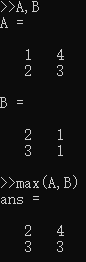 >>A,B
A =
1 4
2 3
B =
2 1
3 1
>>max(A,B)
ans =
2 4
3 3